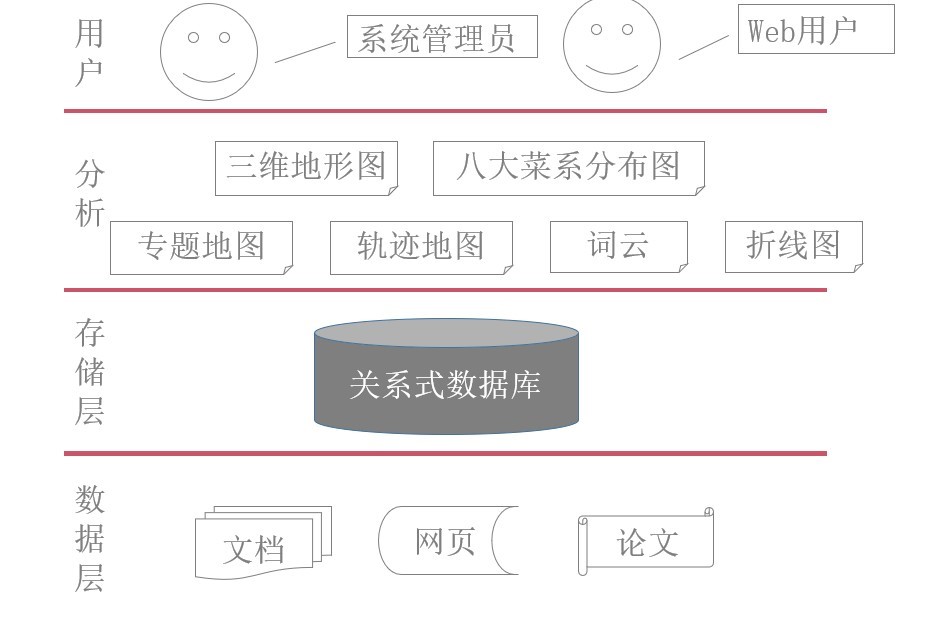 用户
系统管理员
Web用户
分析
三维地形图
八大菜系分布图
专题地图
轨迹地图
词云
折线图
存储层
关系式数据库
数据层
文档
网页
论文